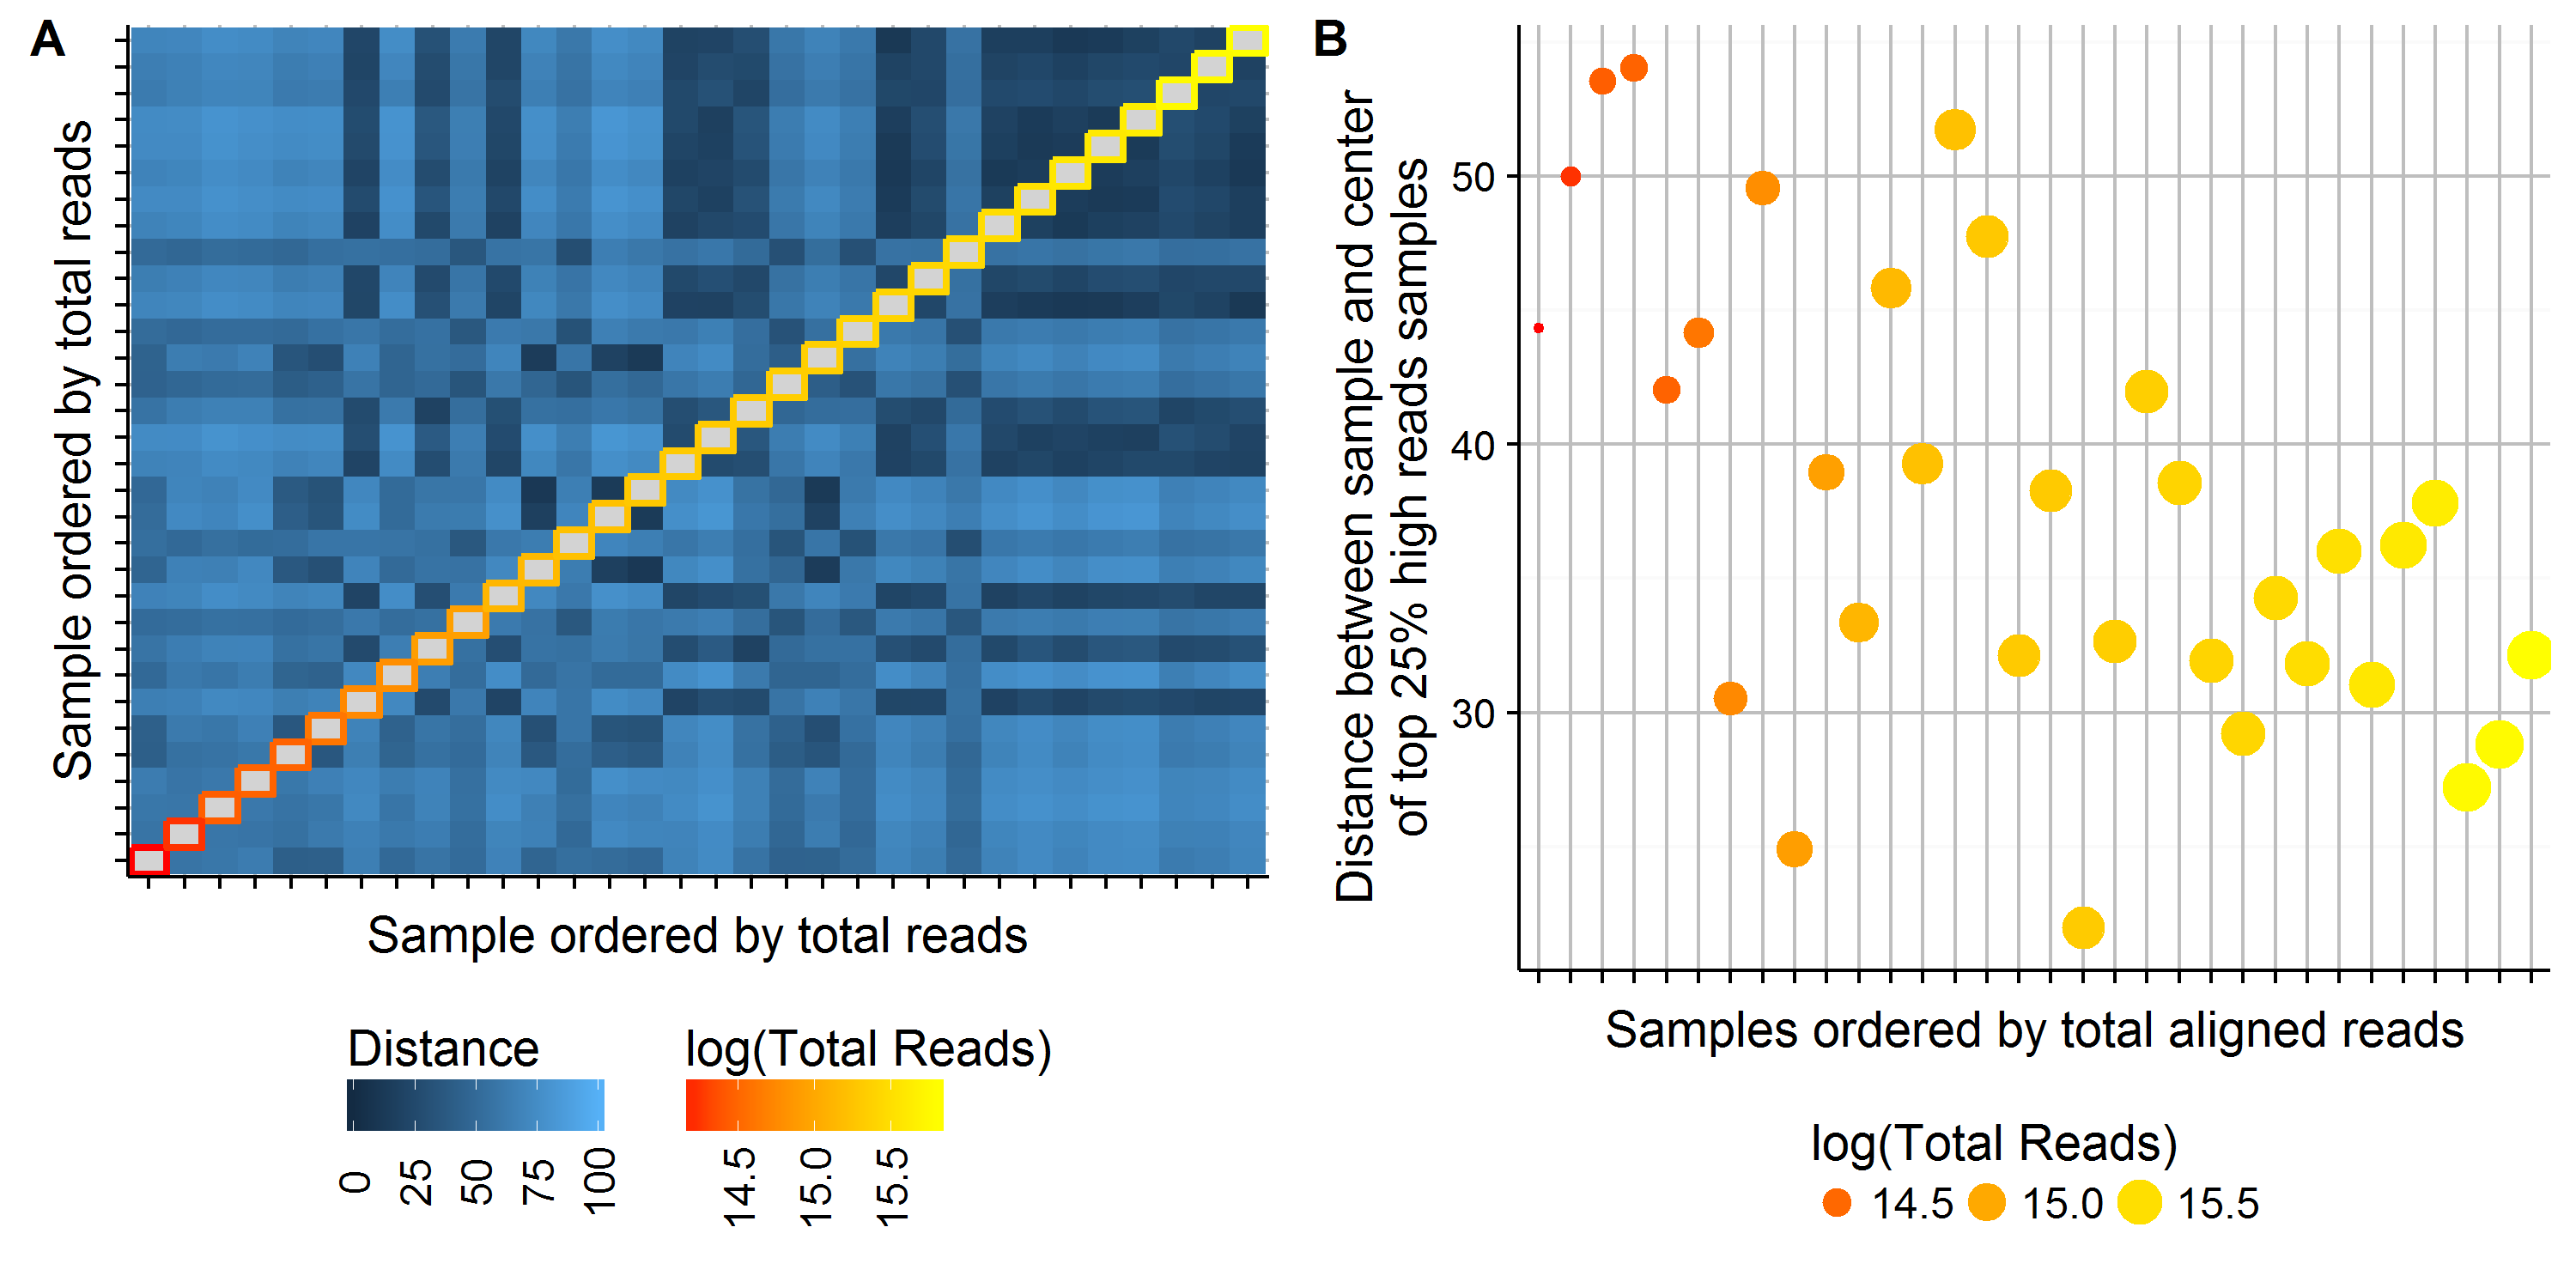 A
Sample ordered by total reads
Sample ordered by total reads
Distance
0 25 50 75 100
log(Total Reads)
14.5 15.0 15.5
B
Distance between sample and center
of top 25% high reads samples
50
40
30
Samples ordered by total aligned reads
log(Total Reads)
14.5 15.0 15.5